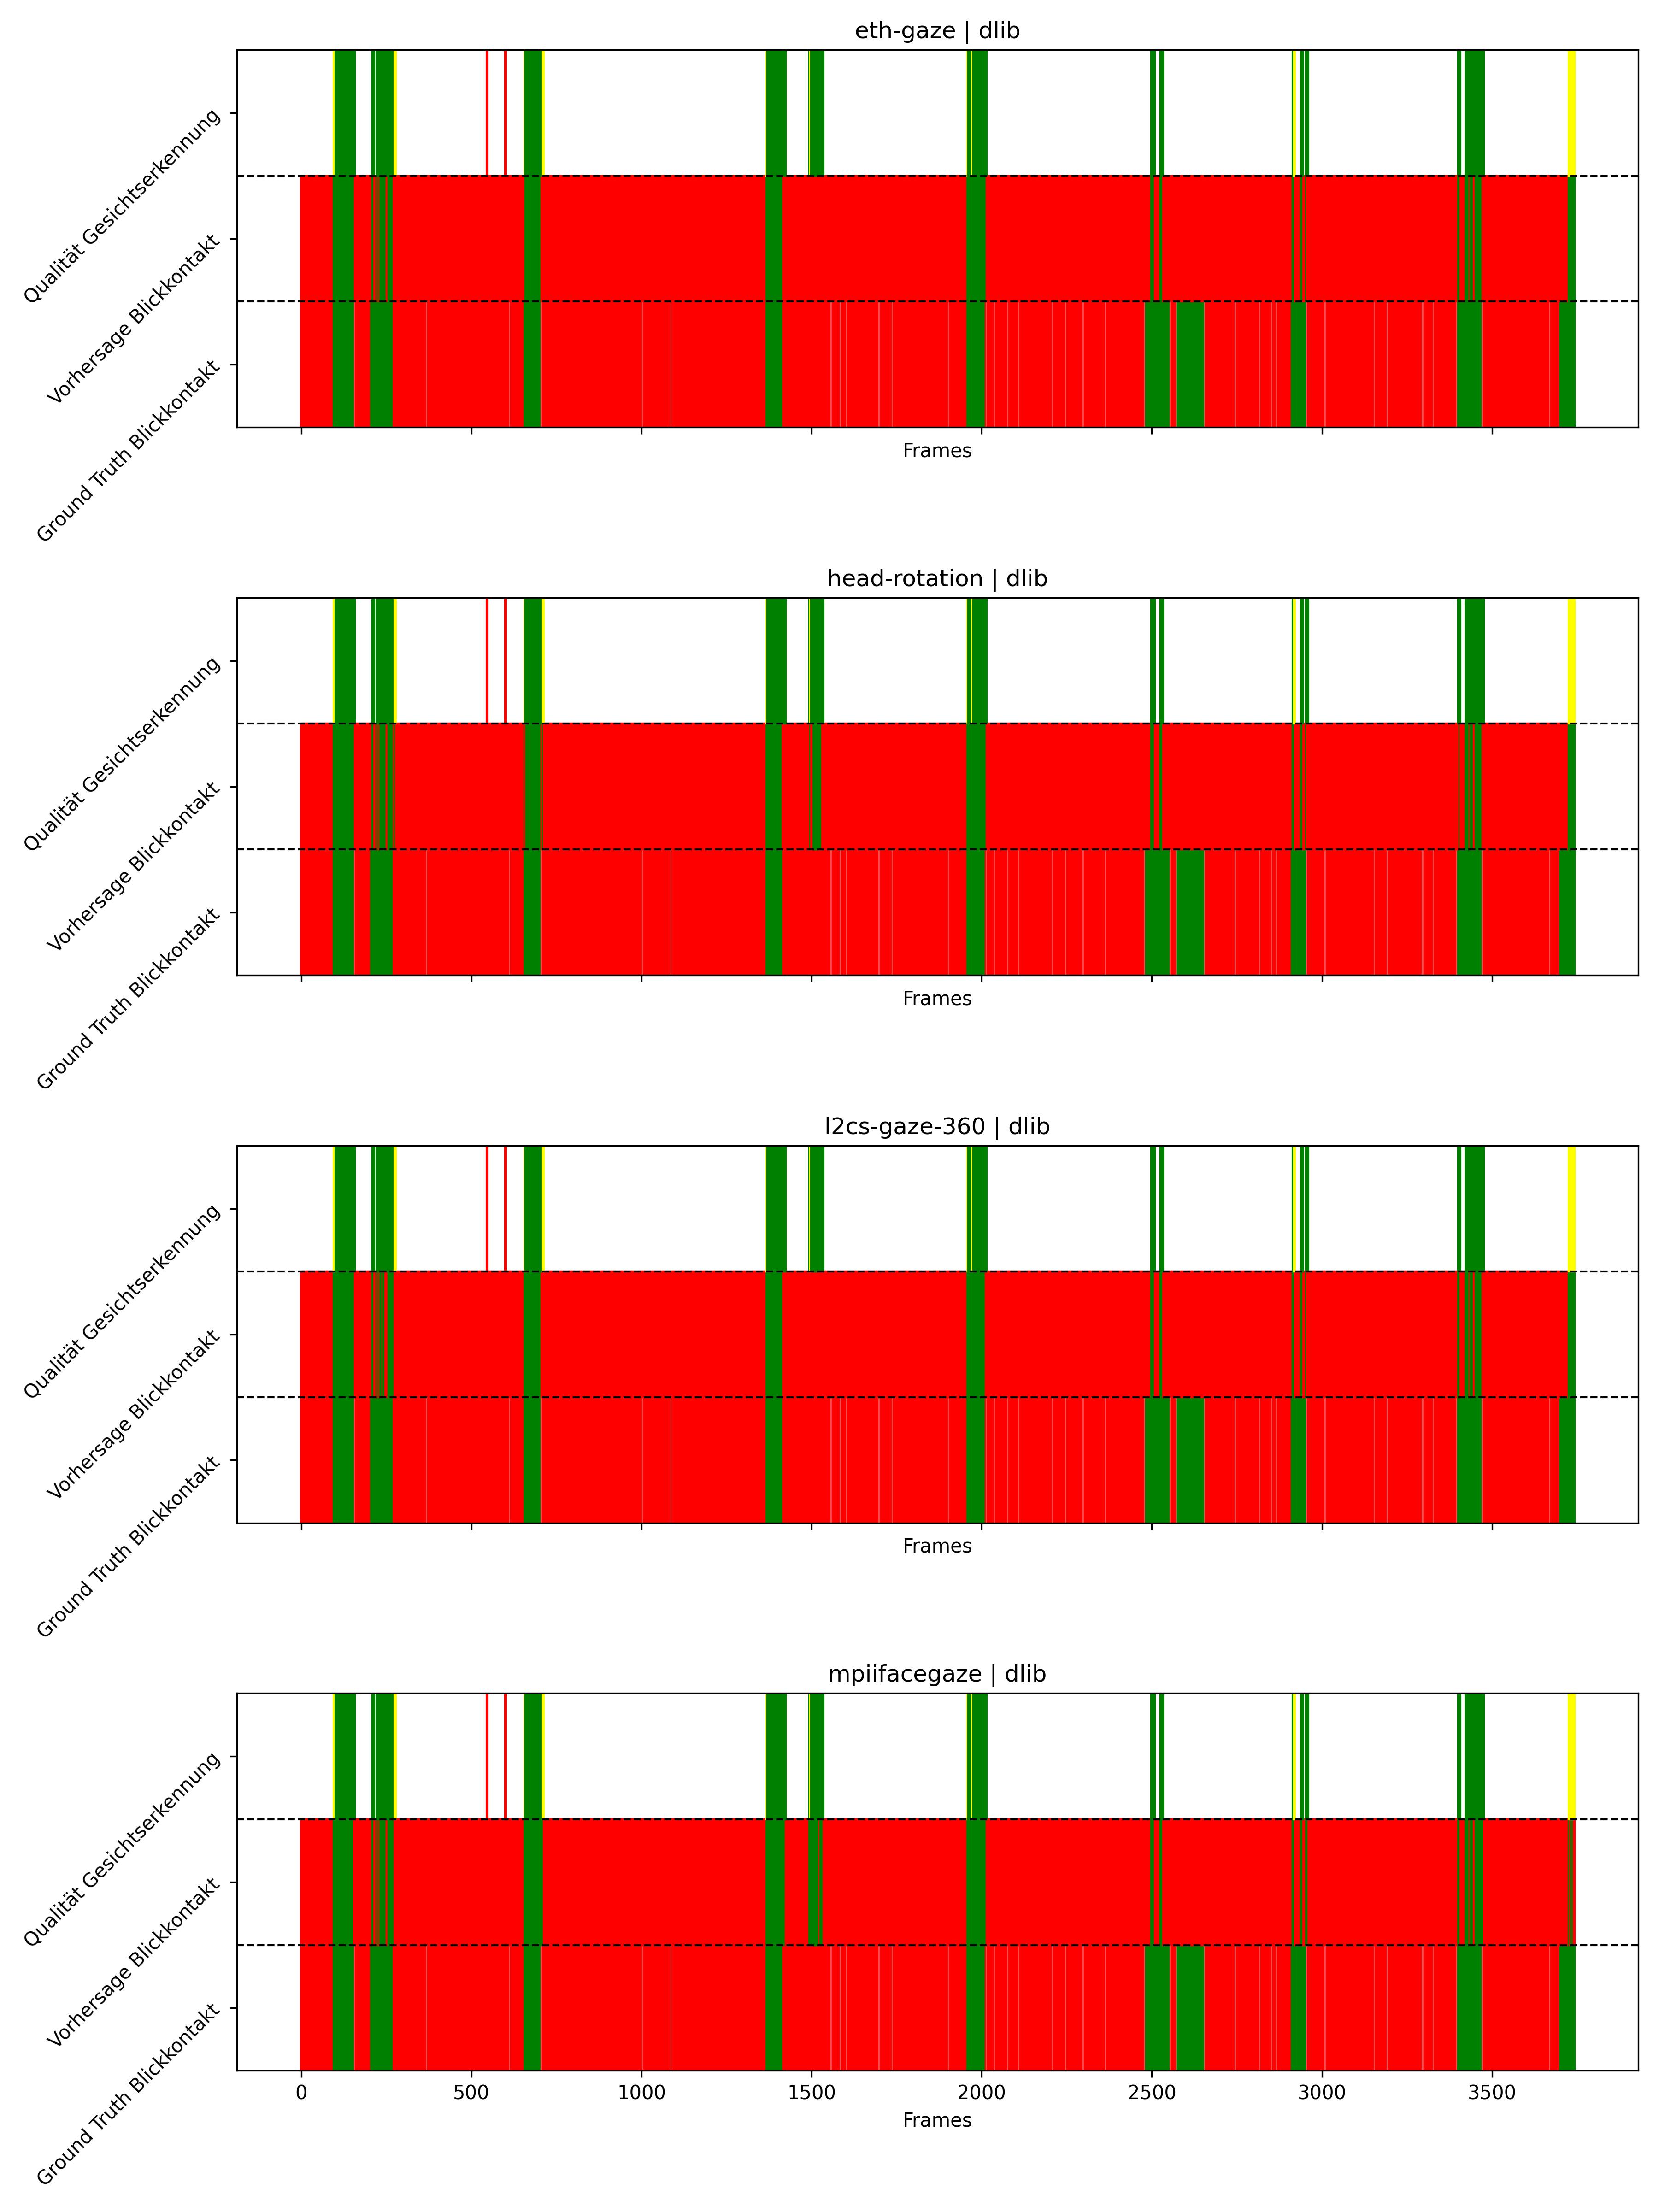 eth-gaze | dlib
Qualität Gesichtserkennung
Vorhersage Blickkontakt
Ground Truth Blickkontakt
Frames
head-rotation | dlib
Qualität Gesichtserkennung
Vorhersage Blickkontakt
Ground Truth Blickkontakt
Frames
l2cs-gaze-360 | dlib
Qualität Gesichtserkennung
Vorhersage Blickkontakt
Ground Truth Blickkontakt
Frames
mpiifacegaze | dlib
Qualität Gesichtserkennung
Vorhersage Blickkontakt
Ground Truth Blickkontakt
0 500 1000 1500 2000 2500 3000 3500
Frames